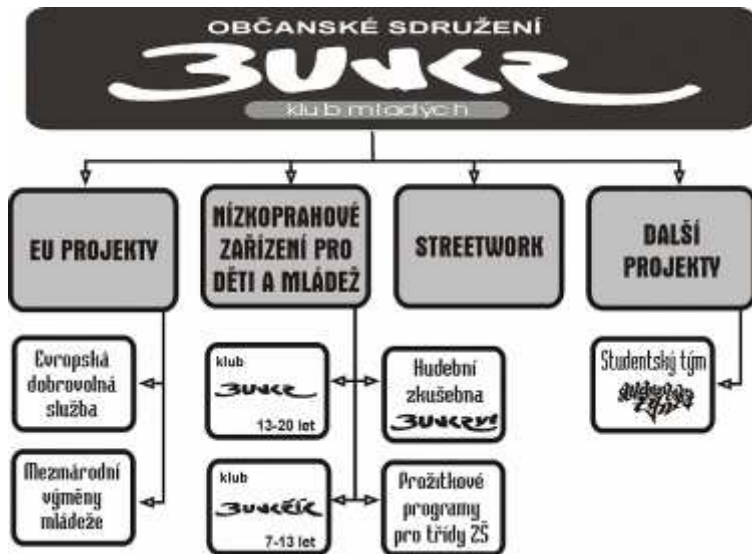 OBČANSKÉ SDRUŽENÍ
BUNKR
klub mladých
EU PROJEKTY
NÍZKOPRAHOVÉ
ZAŘÍZENÍ PRO
DĚTI A MLÁDEŽ
STREETWORK
DALŠÍ
PROJEKTY
Evropská
dobrovolná
služba
Mezinárodní
výměny
mládeže
klub
BUNKR
13-20 let
klub
BUNKŘÍK
7-13 let
Hudební
zkušebna
Prožitkové
programy
pro třídy ZŠ
Studentský tým